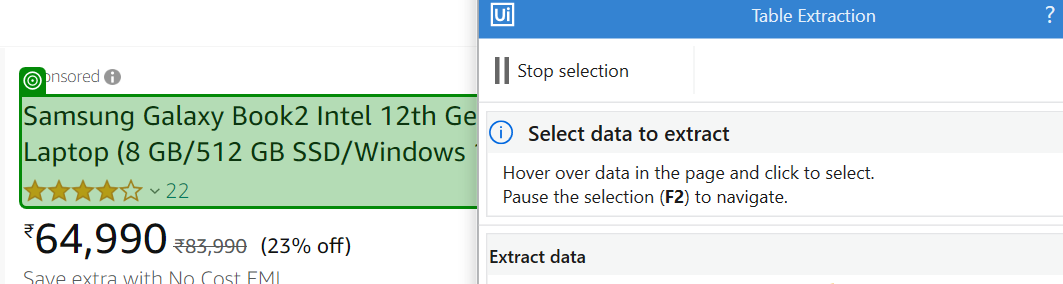 Sponsored
Samsung Galaxy Book2 Intel 12th Ge
Laptop (8 GB/512 GB SSD/Windows
22
₹64,990 ₹83,990 (23% off)
Save extra with No Cost EMI
Ui Table Extraction ?
Stop selection
Select data to extract
Hover over data in the page and click to select.
Pause the selection (F2) to navigate.
Extract data